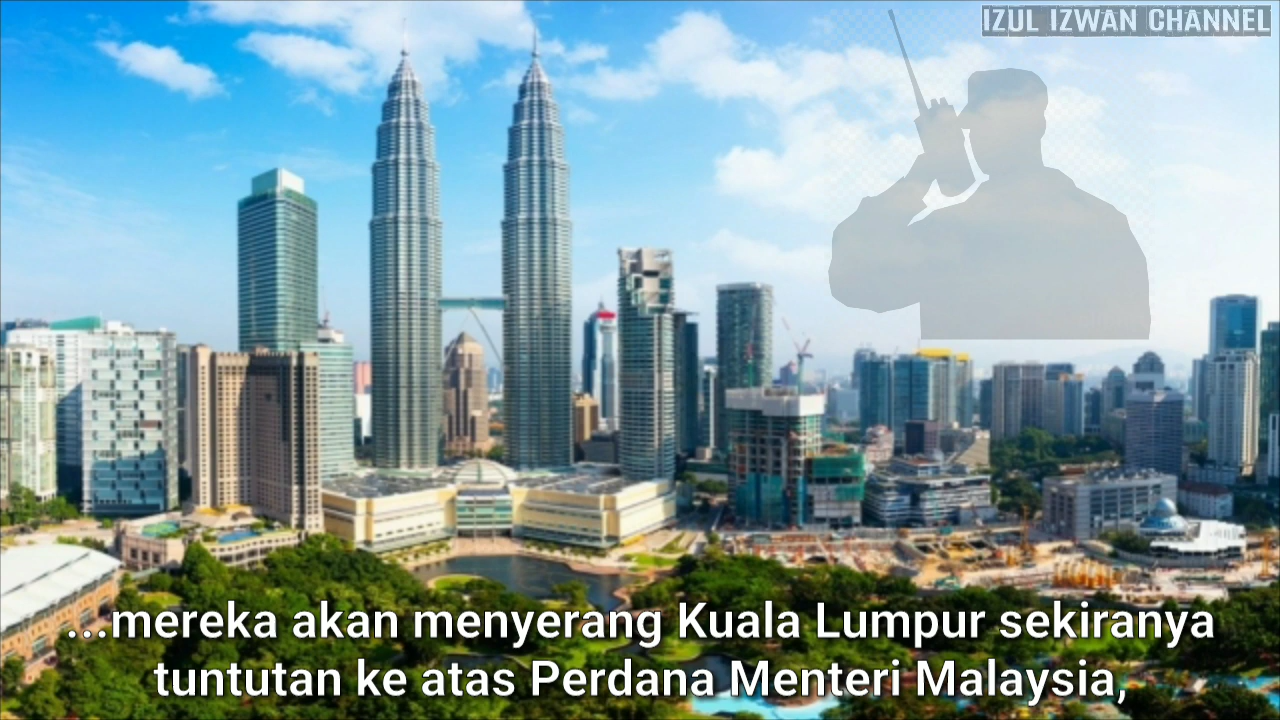 IZUL IZWAN CHANNEL
...mereka akan menyerang Kuala Lumpur sekiranya
tuntutan ke atas Perdana Menteri Malaysia,